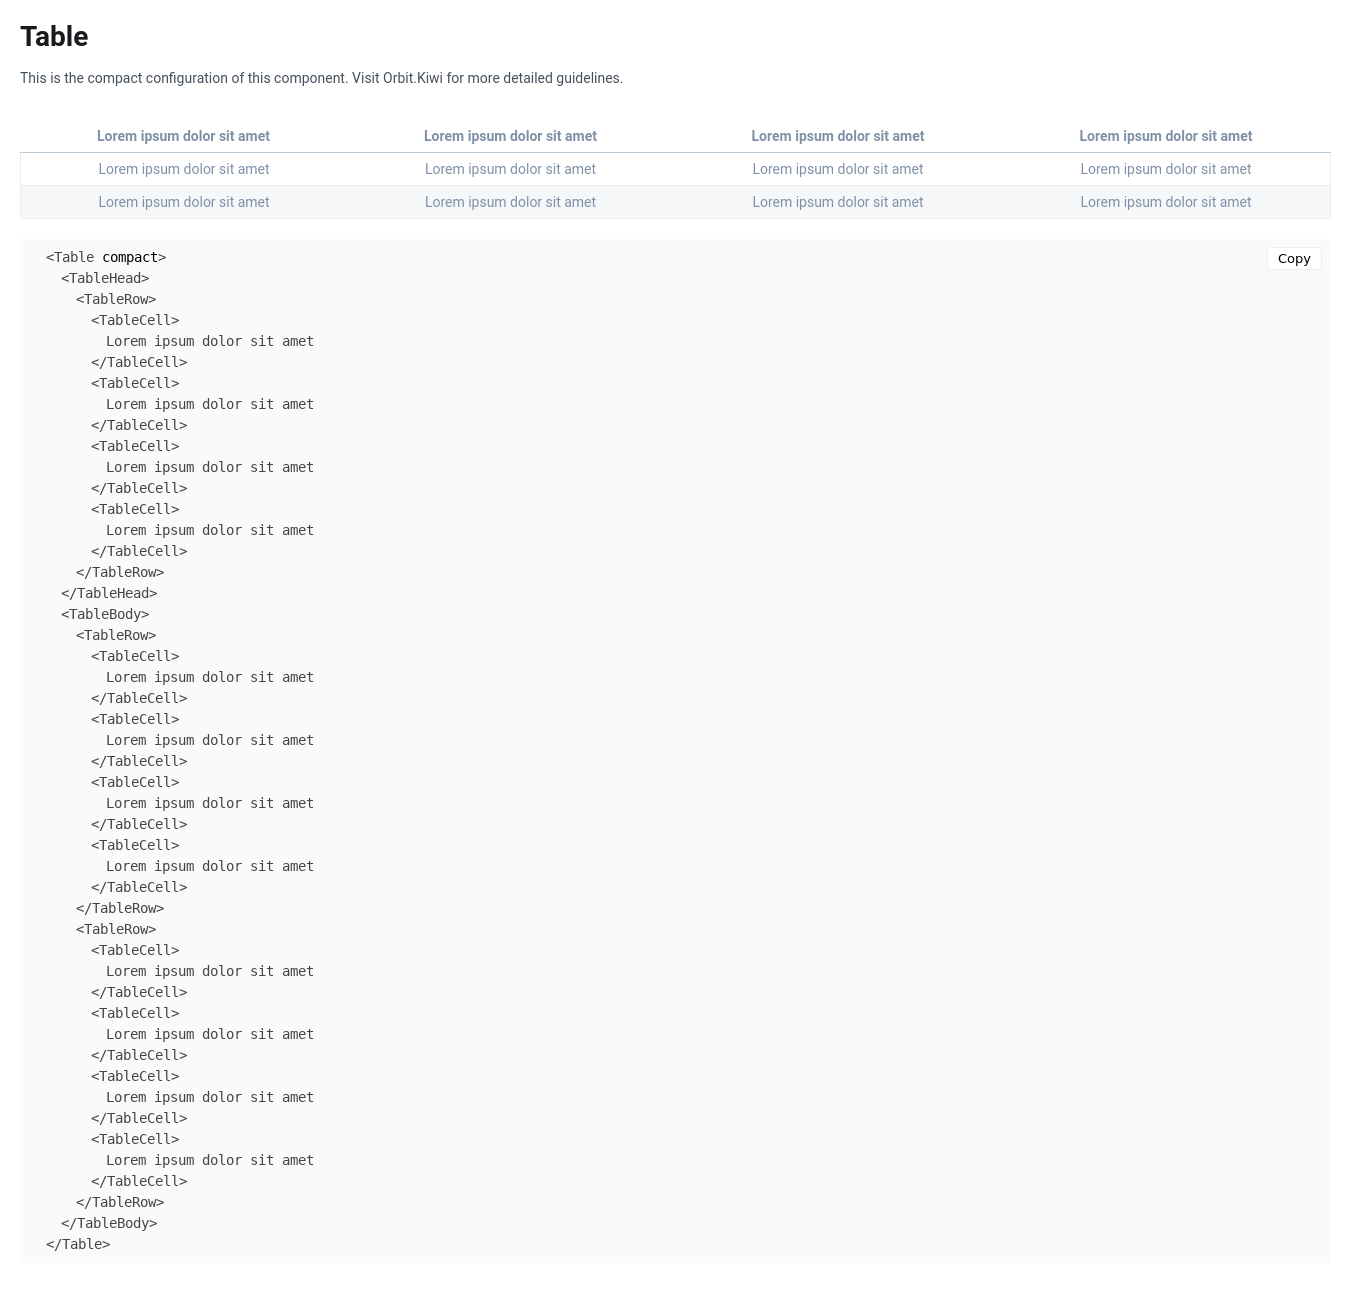 Table
This is the compact configuration of this component. Visit Orbit.Kiwi for more detailed guidelines.
Lorem ipsum dolor sit amet Lorem ipsum dolor sit amet Lorem ipsum dolor sit amet Lorem ipsum dolor sit amet
Lorem ipsum dolor sit amet Lorem ipsum dolor sit amet Lorem ipsum dolor sit amet Lorem ipsum dolor sit amet
Lorem ipsum dolor sit amet Lorem ipsum dolor sit amet Lorem ipsum dolor sit amet Lorem ipsum dolor sit amet
<Table compact>
Copy
<TableHead>
<TableRow>
<TableCell>
Lorem ipsum dolor sit amet
</TableCell>
<TableCell>
Lorem ipsum dolor sit amet
</TableCell>
<TableCell>
Lorem ipsum dolor sit amet
</TableCell>
<TableCell>
Lorem ipsum dolor sit amet
</TableCell>
</TableRow>
</TableHead>
<TableBody>
<TableRow>
<TableCell>
Lorem ipsum dolor sit amet
</TableCell>
<TableCell>
Lorem ipsum dolor sit amet
</TableCell>
<TableCell>
Lorem ipsum dolor sit amet
</TableCell>
<TableCell>
Lorem ipsum dolor sit amet
</TableCell>
</TableRow>
<TableRow>
<TableCell>
Lorem ipsum dolor sit amet
</TableCell>
<TableCell>
Lorem ipsum dolor sit amet
</TableCell>
<TableCell>
Lorem ipsum dolor sit amet
</TableCell>
<TableCell>
Lorem ipsum dolor sit amet
</TableCell>
</TableRow>
</TableBody>
</Table>